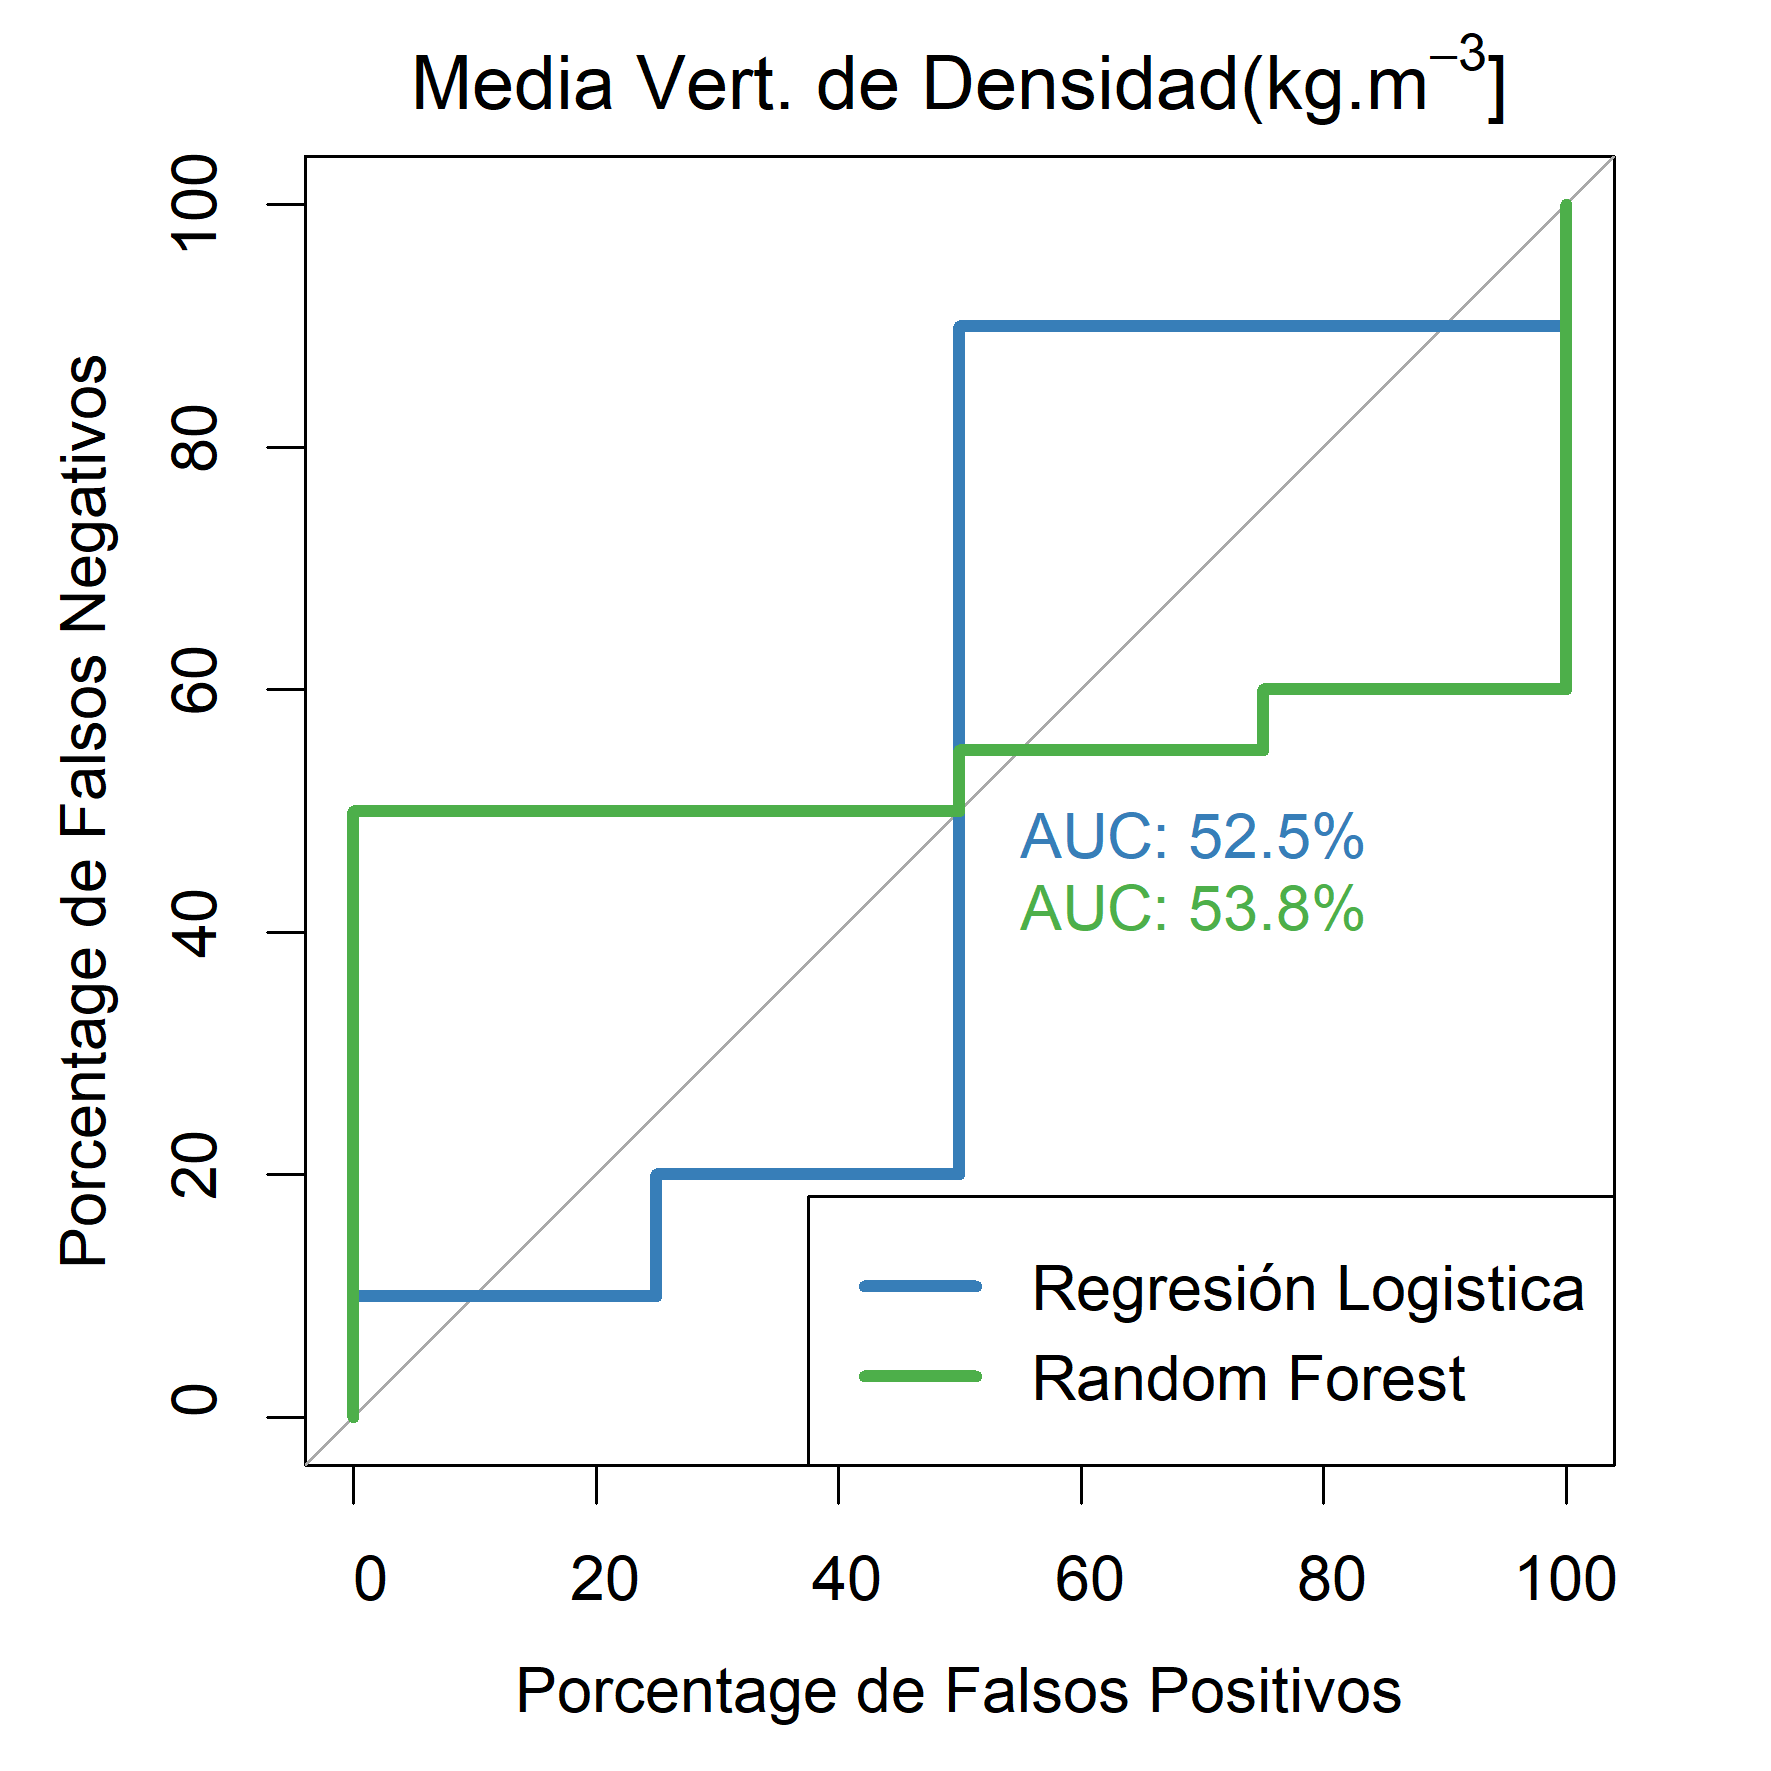 Media Vert. de Densidad(kg.m⁻³]
Porcentage de Falsos Negativos
100
80
60
40
20
0
AUC: 52.5%
AUC: 53.8%
Regresión Logistica
Random Forest
0 20 40 60 80 100
Porcentage de Falsos Positivos